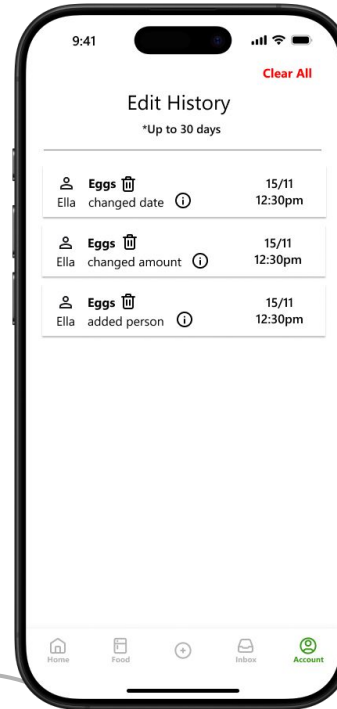 9:41
Clear All
Edit History
*Up to 30 days
Eggs 15/11
Ella changed date 12:30pm
Eggs 15/11
Ella changed amount 12:30pm
Eggs 15/11
Ella added person 12:30pm
Home Food Inbox Account